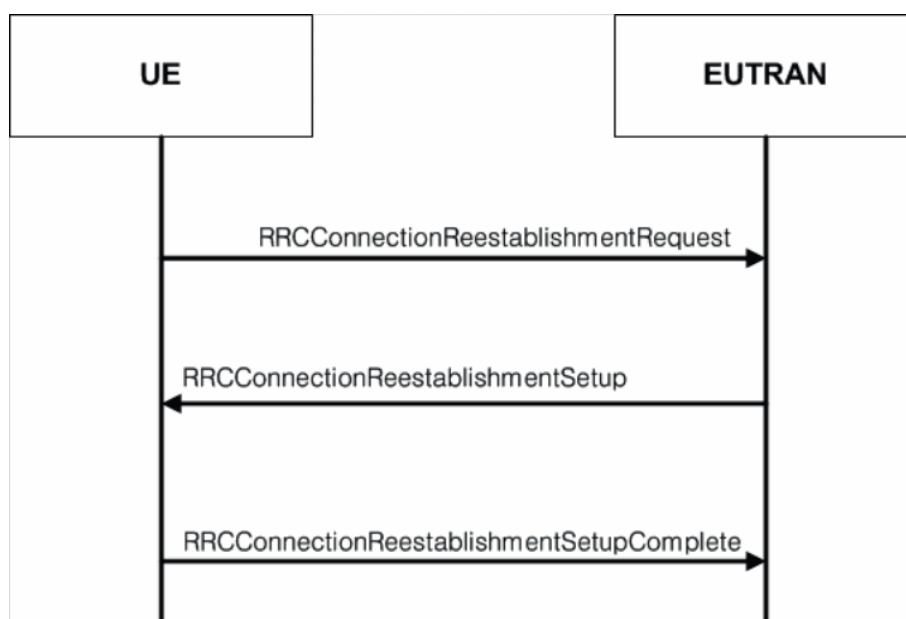 UE
EUTRAN
RRCConnectionReestablishmentRequest
RRCConnectionReestablishmentSetup
RRCConnectionReestablishmentSetupComplete